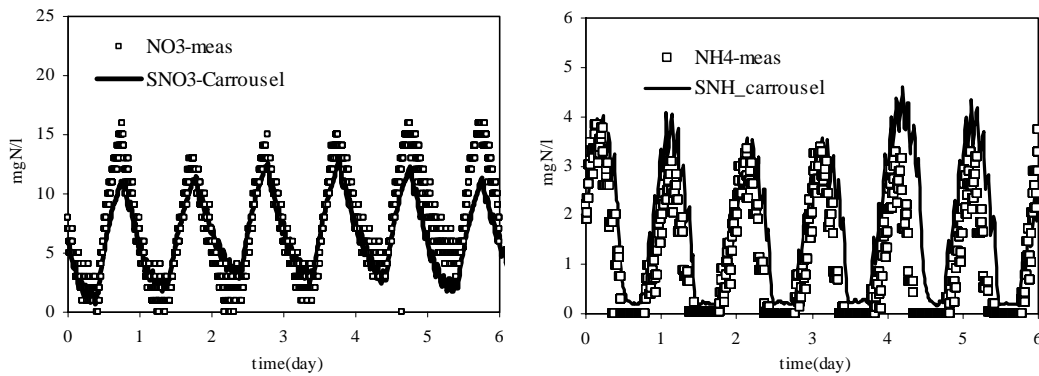 25
20
15
10
5
0
mgN/l
NO3-meas
SNO3-Carrousel
0 1 2 3 4 5 6
time(day)
6
5
4
3
2
1
0
mgN/l
NH4-meas
SNH_carrousel
0 1 2 3 4 5 6
time(day)